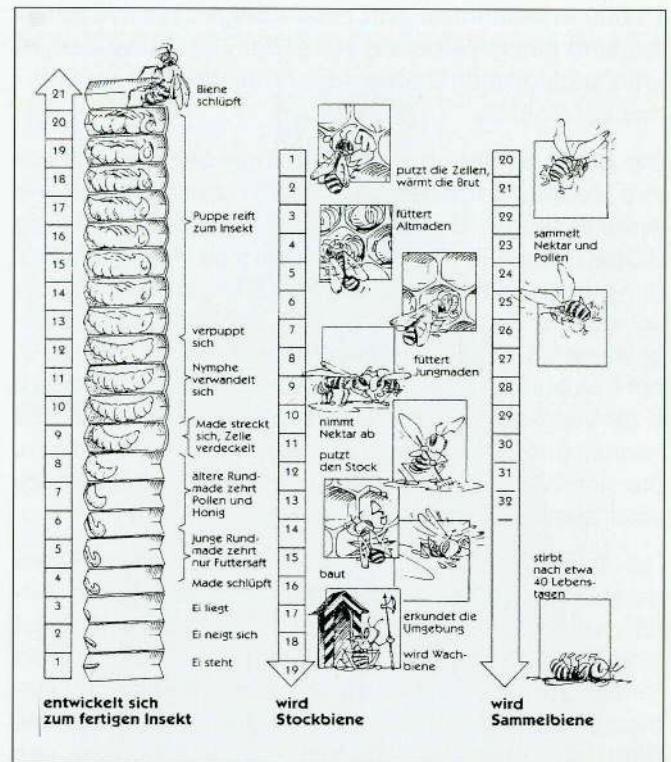 21
20
19
18
17
16
15
14
13
12
11
10
9
8
7
6
5
4
3
2
1
Biene
schlüpft
Puppe reift
zum Insekt
verpuppt
sich
Nymphe
verwandelt
sich
Made streckt
sich, Zelle
verdeckelt
ältere Rund-
made zehrt
Pollen und
Honig
junge Rund-
made zehrt
nur Futtersaft
Made schlüpft
Ei liegt
Ei neigt sich
Ei steht
entwickelt sich
zum fertigen Insekt
1
2
3
4
5
6
7
8
9
10
11
12
13
14
15
16
17
18
19
putzt die Zellen,
wärmt die Brut
füttert
Altmaden
füttert
Jungmaden
nimmt
Nektar ab
putzt
den Stock
baut
erkundet die
Umgebung
wird Wach-
biene
wird
Stockbiene
20
21
22
23
24
25
26
27
28
29
30
31
32
sammelt
Nektar und
Pollen
stirbt
nach etwa
40 Lebens-
tagen
wird
Sammelbiene